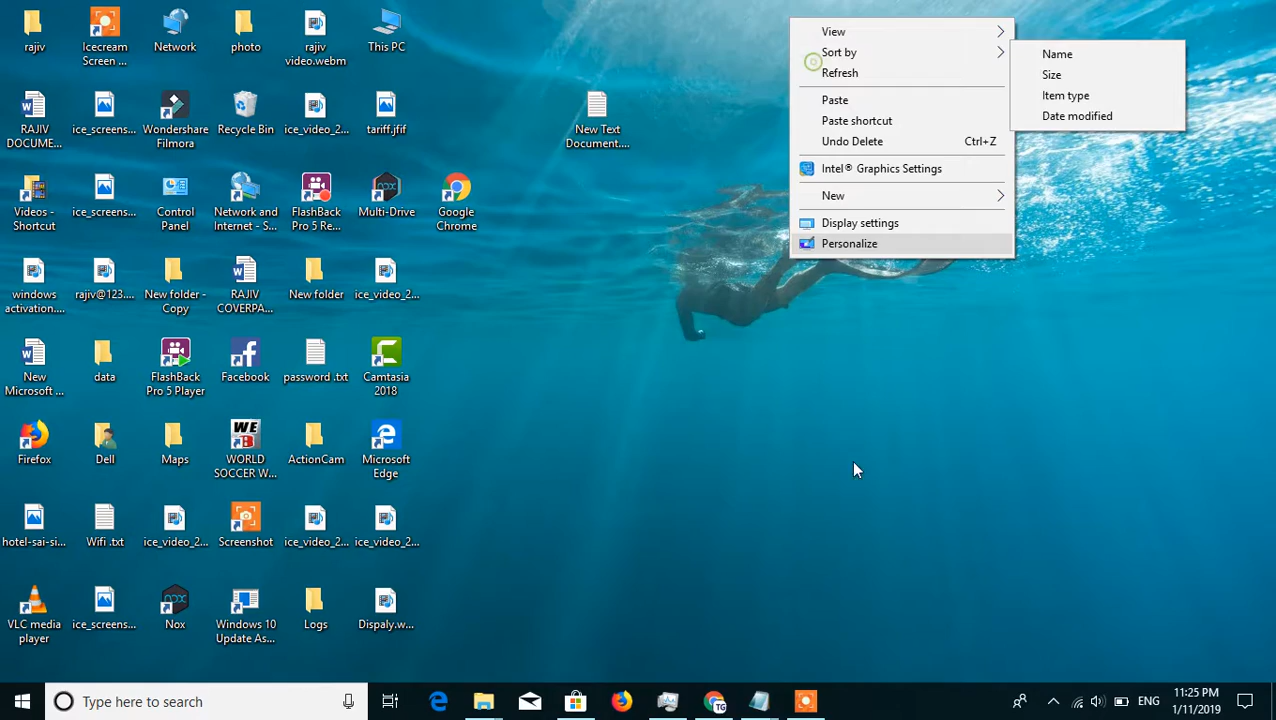 rajiv
Icecream
Screen ...
Network
photo
rajiv
video.webm
This PC
RAJIV
DOCUME...
ice_screens...
Wondershare
Filmora
Recycle Bin
ice_video_2...
tariff.jfif
New Text
Document....
Videos -
Shortcut
ice_screens...
Control
Panel
Network and
Internet - S...
FlashBack
Pro 5 Re...
Multi-Drive
Google
Chrome
windows
activation....
rajiv@123....
New folder -
Copy
RAJIV
COVERPA...
New folder
ice_video_2...
New
Microsoft ...
data
FlashBack
Pro 5 Player
Facebook
password .txt
Camtasia
2018
Firefox
Dell
Maps
WE
WORLD
SOCCER W...
ActionCam
Microsoft
Edge
hotel-sai-si...
Wifi .txt
ice_video_2...
Screenshot
ice_video_2...
ice_video_2...
VLC media
player
ice_screens...
Nox
Windows 10
Update As...
Logs
Dispaly.w...
View
Sort by
Refresh
Paste
Paste shortcut
Undo Delete Ctrl+Z
Intel® Graphics Settings
New
Display settings
Personalize
Name
Size
Item type
Date modified
Type here to search
TG
ENG
11:25 PM
1/11/2019